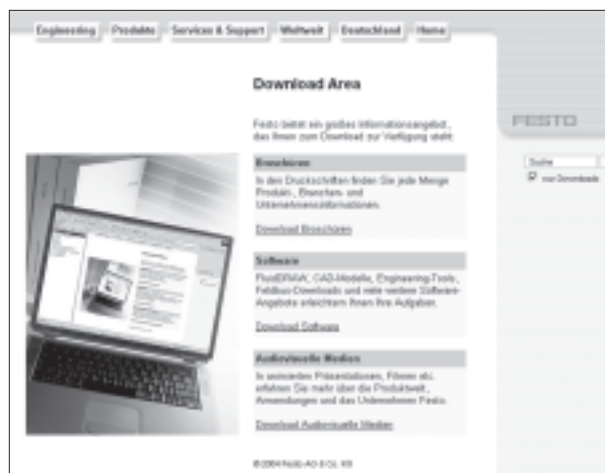 Engineering Produkte Services & Support Weltweit Deutschland Home
Download Area
Festo bietet ein großes Informationsangebot,
das Ihnen zum Download zur Verfügung steht:
FESTO
Suche
nur Downloads
Broschüren
In den Druckschriften finden Sie jede Menge
Produkt-, Branchen- und
Unternehmensinformationen.
Download Broschüren
Software
FluidDRAW, CAD-Modelle, Engineering-Tools,
Feldbus-Downloads und viele weitere Software-
Angebote erleichtern Ihnen Ihre Aufgaben.
Download Software
Audiovisuelle Medien
In animierten Präsentationen, Filmen etc.
erfahren Sie mehr über die Produktwelt,
Anwendungen und das Unternehmen Festo.
Download Audiovisuelle Medien
© 2004 Festo AG & Co. KG